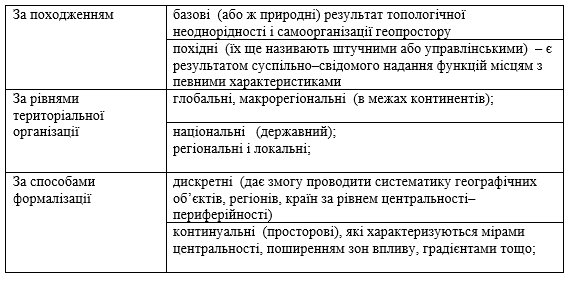 За походженням
базові (або ж природні) результат топологічної
неоднорідності і самоорганізації геопростору
похідні (їх ще називають штучними або управлінськими) – є
результатом суспільно–свідомого надання функцій місцям з
певними характеристиками
За рівнями
територіальної
організації
глобальні, макрорегіональні (в межах континентів);
національні (державний);
регіональні і локальні;
За способами
формалізації
дискретні (дає змогу проводити систематику географічних
об’єктів, регіонів, країн за рівнем центральності–
периферійності)
континуальні (просторові), які характеризуються мірами
центральності, поширенням зон впливу, градієнтами тощо;